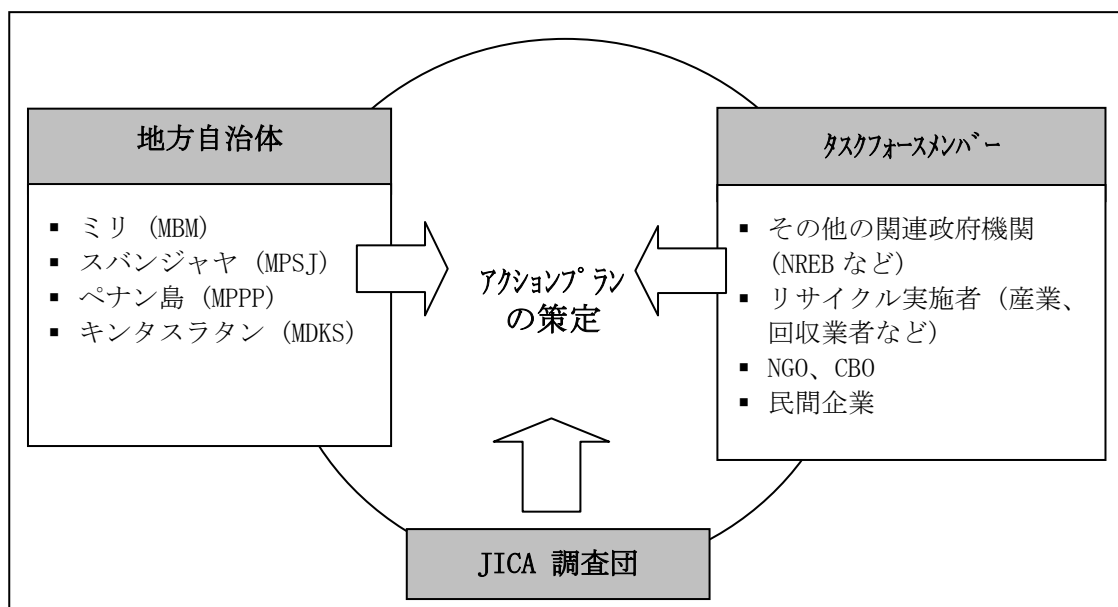 地方自治体
▪ ミリ (MBM)
▪ スバンジャヤ (MPSJ)
▪ ペナン島 (MPPP)
▪ キンタスラタン (MDKS)
アクションプラン
の策定
タスクフォースメンバー
▪ その他の関連政府機関
(NREB など)
▪ リサイクル実施者 (産業、
回収業者など)
▪ NGO、CBO
▪ 民間企業
JICA 調査団